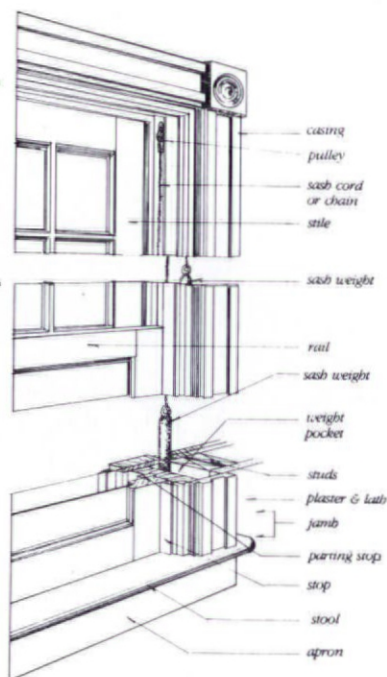 casing
pulley
sash cord
or chain
stile
sash weight
rail
sash weight
weight
pocket
studs
plaster & lath
jamb
parting stop
stop
stool
apron